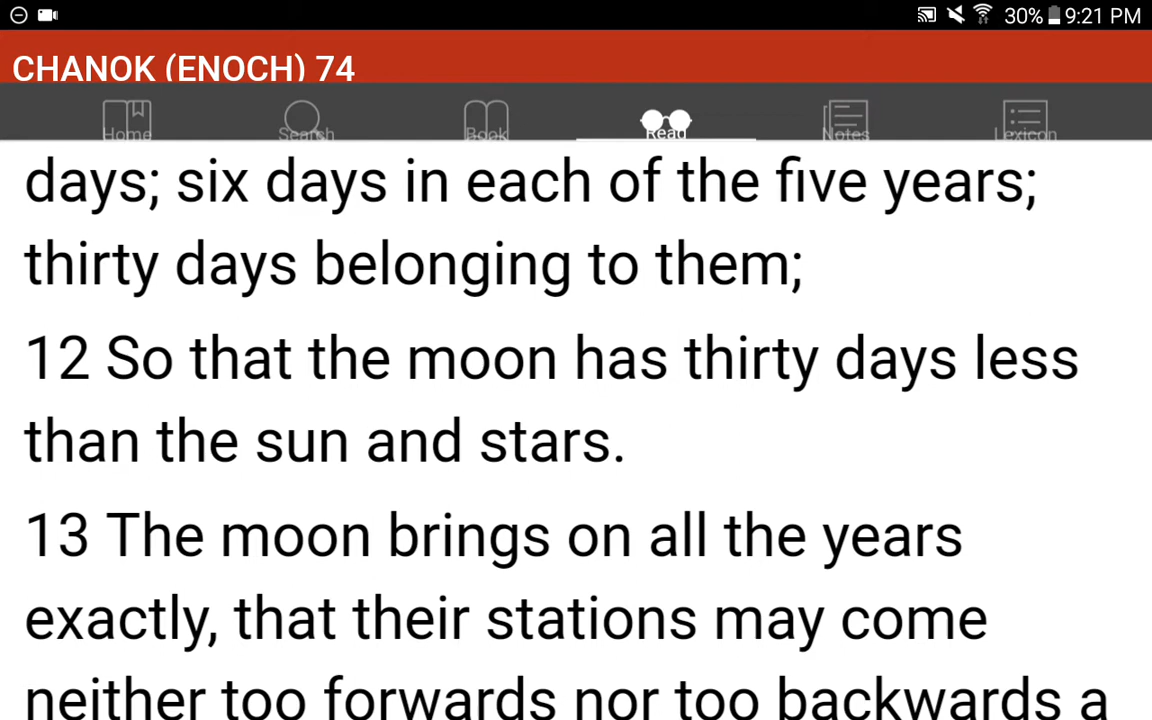 30% 9:21 PM
CHANOK (ENOCH) 74
Home Search Book Read Notes Lexicon
days; six days in each of the five years;
thirty days belonging to them;
12 So that the moon has thirty days less
than the sun and stars.
13 The moon brings on all the years
exactly, that their stations may come
neither too forwards nor too backwards a